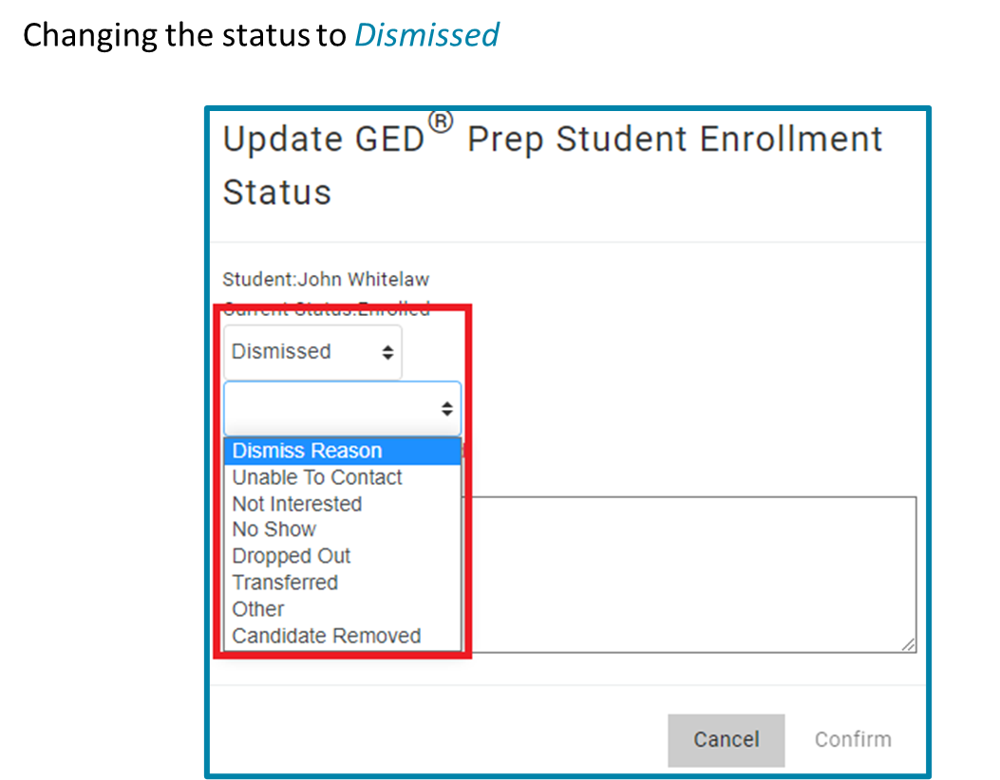 Changing the status to Dismissed
Update GED® Prep Student Enrollment
Status
Student:John Whitelaw
Current Status:Enrolled
Dismissed
Dismiss Reason
Unable To Contact
Not Interested
No Show
Dropped Out
Transferred
Other
Candidate Removed
Cancel
Confirm